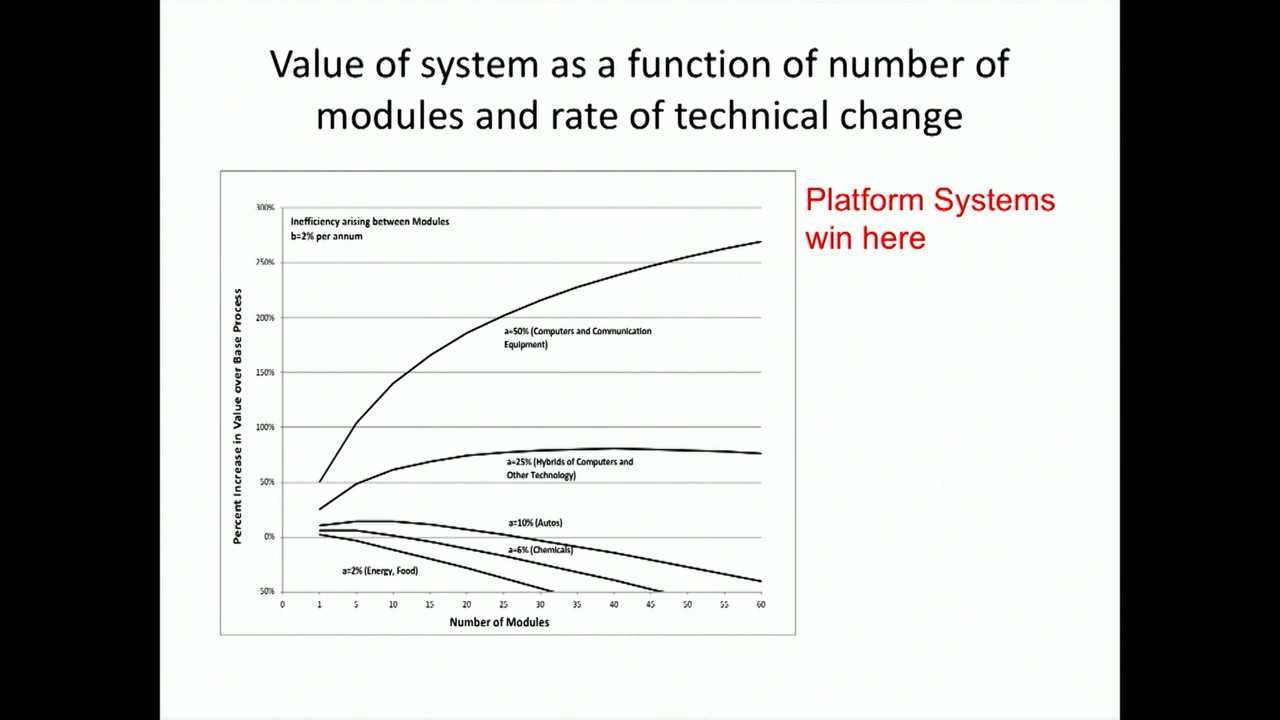 Value of system as a function of number of
modules and rate of technical change
Platform Systems
win here
300%
Inefficiency arising between Modules
b=2% per annum
250%
200%
a=50% (Computers and Communication
Equipment)
150%
100%
a=25% (Hybrids of Computers and
Other Technology)
50%
a=10% (Autos)
0%
a=6% (Chemicals)
a=2% (Energy, Food)
-50%
Percent Increase in Value over Base Process
0 1 5 10 15 20 25 30 35 40 45 50 55 60
Number of Modules